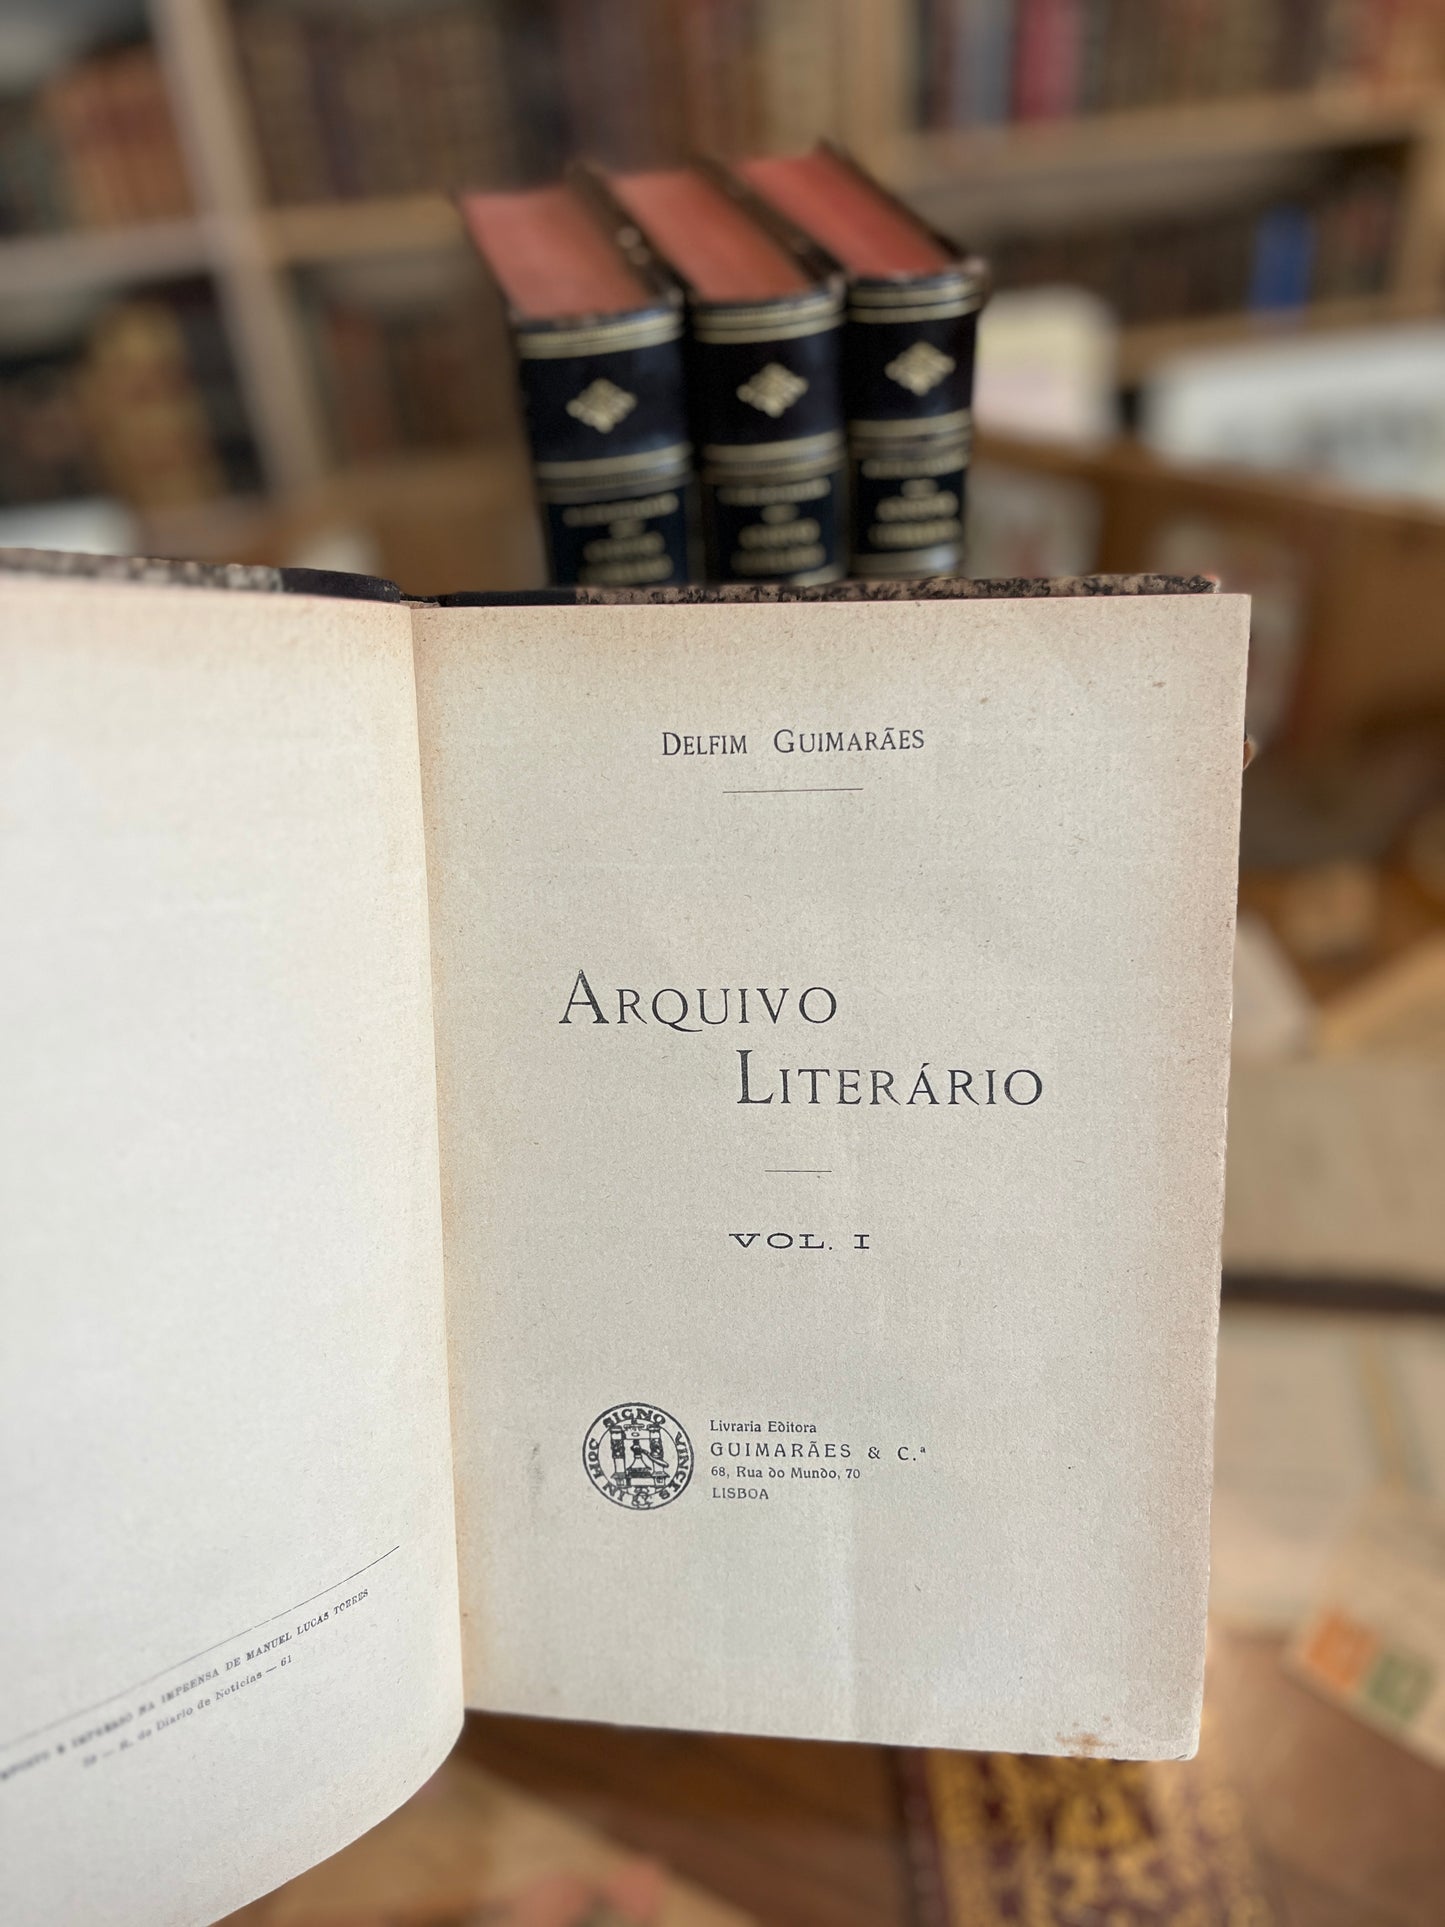 DELFIM GUIMARÃES
ARQUIVO
LITERÁRIO
VOL. I
IN HOC SIGNO VINCES
Livraria Editora
GUIMARÃES & C.ª
68, Rua do Mundo, 70
LISBOA
E IMPRESSO NA IMPRENSA DE MANUEL LUCAS TORRES
R. do Diario de Noticias — 61